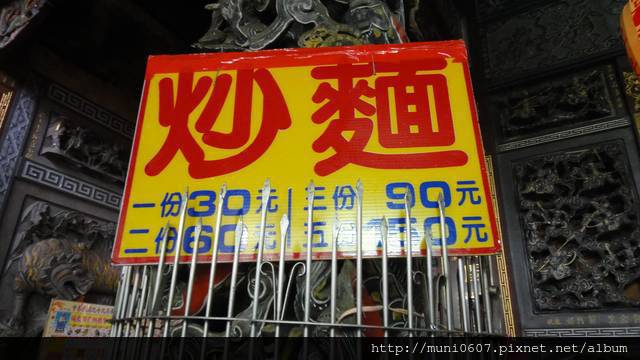 炒麵
一份30元 三份 90元
二份60元 五份150元
http://muni0607.pixnet.net/album